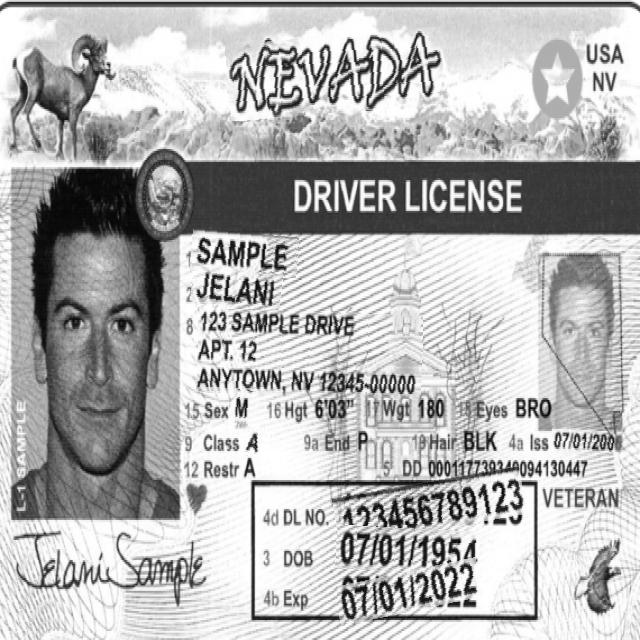 NEVADA
USA
NV
DRIVER LICENSE
1 SAMPLE
2 JELANI
8 123 SAMPLE DRIVE
APT. 12
ANYTOWN, NV 12345-00000
15 Sex M 16 Hgt 6'03" 17 Wgt 180 18 Eyes BRO
9 Class A 9a End P 19 Hair BLK 4a Iss 07/01/2008
12 Restr A 5 DD
VETERAN
4d DL NO. 123456789123
3 DOB 07/01/1954
4b Exp 07/01/2022
L-1 SAMPLE
Jelani Sample